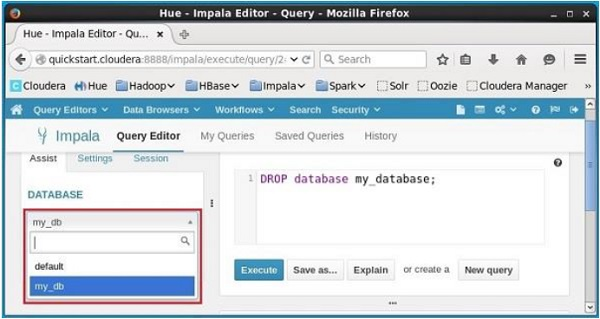 Hue - Impala Editor - Query - Mozilla Firefox
Hue - Impala Editor - Qu...
quickstart.cloudera:8888/impala/execute/query/2
Search
Cloudera Hue Hadoop HBase Impala Spark Solr Oozie Cloudera Manager
Query Editors Data Browsers Workflows Search Security
Impala Query Editor My Queries Saved Queries History
Assist Settings Session
DATABASE
my_db
default
my_db
1 DROP database my_database;
Execute Save as... Explain or create a New query